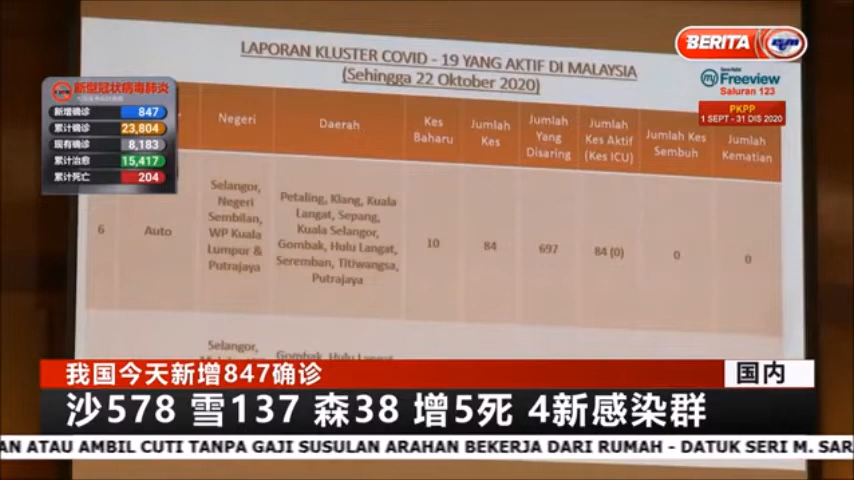 LAPORAN KLUSTER COVID - 19 YANG AKTIF DI MALAYSIA
(Sehingga 22 Oktober 2020)
BERITA
myFreeview
Saluran 123
PKPP
1 SEPT - 31 DIS 2020
新型冠状病毒肺炎
新增确诊 847
累计确诊 23,804
现有确诊 8,183
累计治愈 15,417
累计死亡 204
Negeri
Daerah
Kes
Baharu
Jumlah
Kes
Jumlah
Yang
Disaring
Jumlah
Kes Aktif
(Kes ICU)
Jumlah Kes
Sembuh
Jumlah
Kematian
6
Auto
Selangor,
Negeri
Sembilan,
WP Kuala
Lumpur &
Putrajaya
Petaling, Klang, Kuala
Langat, Sepang,
Kuala Selangor,
Gombak, Hulu Langat,
Seremban, Titiwangsa,
Putrajaya
10
84
697
84 (0)
0
0
Selangor,
Gombak, Hulu Langat
我国今天新增847确诊
国内
沙578 雪137 森38 增5死 4新感染群
AN ATAU AMBIL CUTI TANPA GAJI SUSULAN ARAHAN BEKERJA DARI RUMAH - DATUK SERI M. SAR